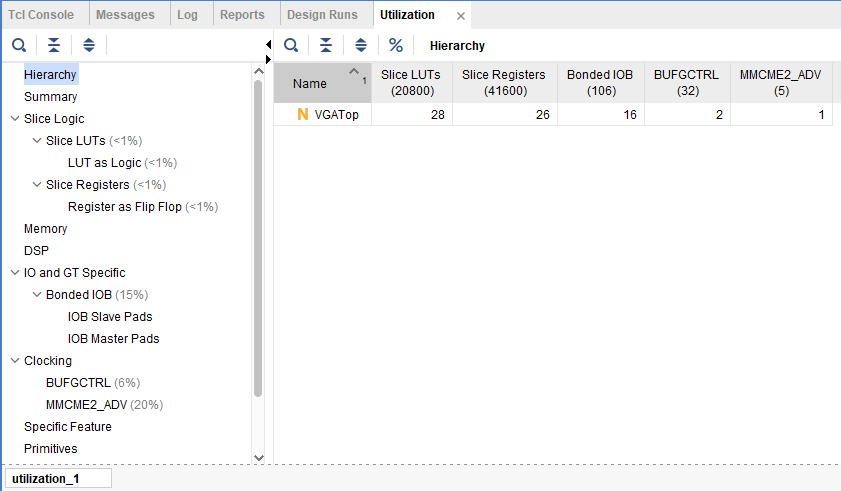 Tcl Console Messages Log Reports Design Runs Utilization
Hierarchy
Hierarchy
Summary
Slice Logic
Slice LUTs (<1%)
LUT as Logic (<1%)
Slice Registers (<1%)
Register as Flip Flop (<1%)
Memory
DSP
IO and GT Specific
Bonded IOB (15%)
IOB Slave Pads
IOB Master Pads
Clocking
BUFGCTRL (6%)
MMCME2_ADV (20%)
Specific Feature
Primitives
Name 1 Slice LUTs (20800) Slice Registers (41600) Bonded IOB (106) BUFGCTRL (32) MMCME2_ADV (5)
N VGATop 28 26 16 2 1
utilization_1